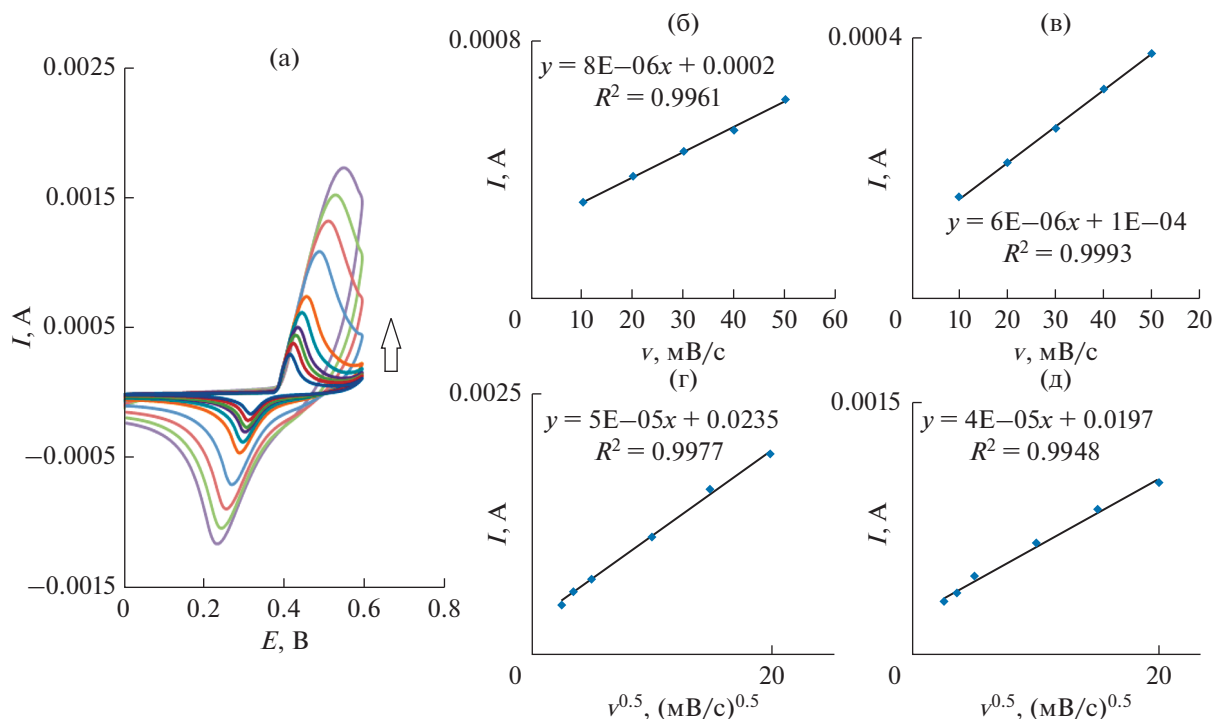 (а)
0.0025
0.0015
0.0005
−0.0005
−0.0015
I, А
0
0.2
0.4
0.6
0.8
E, В
(б)
0.0008
y = 8E−06x + 0.0002
R² = 0.9961
I, А
0
10
20
30
40
50
60
v, мВ/с
(в)
0.0004
I, А
y = 6E−06x + 1E−04
R² = 0.9993
0
10
20
30
40
50
20
v, мВ/с
(г)
0.0025
y = 5E−05x + 0.0235
R² = 0.9977
I, А
0
20
v⁰·⁵, (мВ/с)⁰·⁵
(д)
0.0015
y = 4E−05x + 0.0197
R² = 0.9948
I, А
0
20
v⁰·⁵, (мВ/с)⁰·⁵